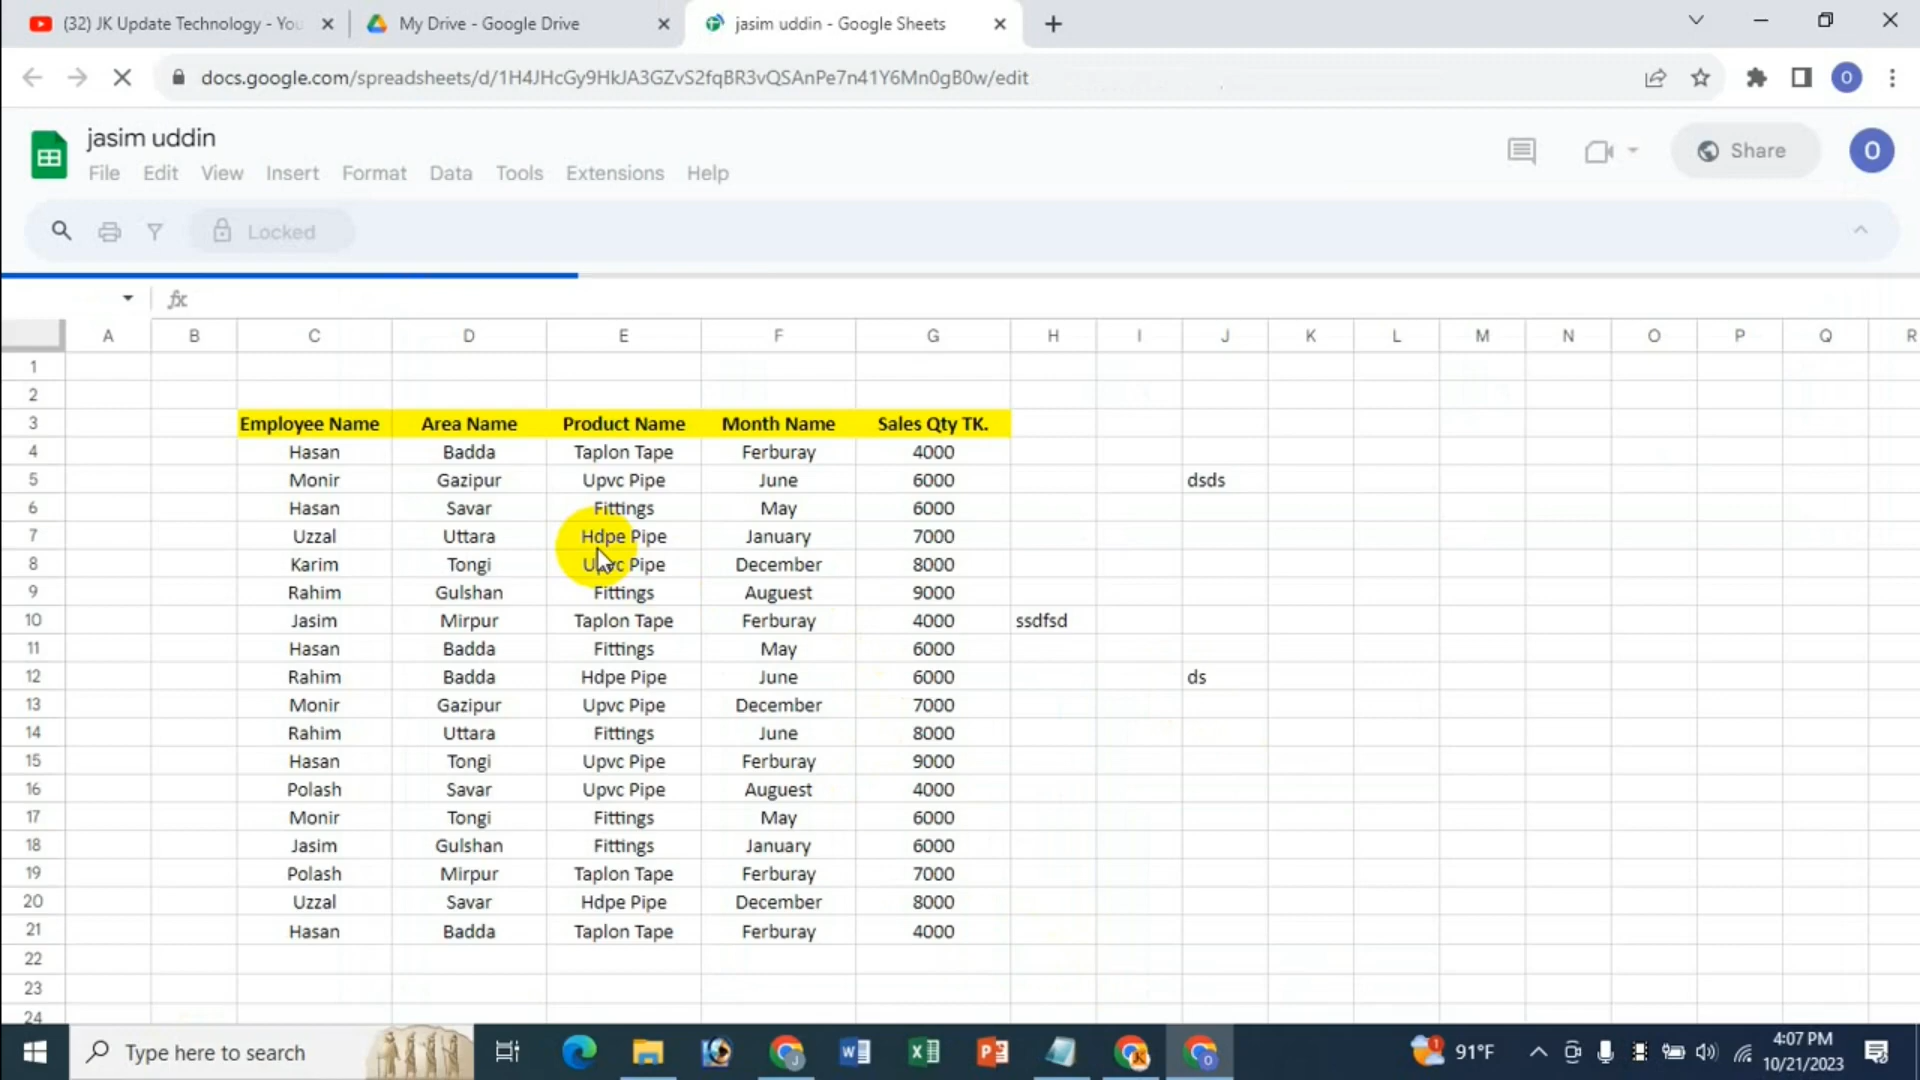 (32) JK Update Technology - You
My Drive - Google Drive
jasim uddin - Google Sheets
docs.google.com/spreadsheets/d/1H4JHcGy9HkJA3GZvS2fqBR3vQSAnPe7n41Y6Mn0gB0w/edit
O
jasim uddin
Share
O
File Edit View Insert Format Data Tools Extensions Help
Locked
fx
A B C D E F G H I J K L M N O P Q R
1
2
3 Employee Name Area Name Product Name Month Name Sales Qty TK.
4 Hasan Badda Taplon Tape Ferburay 4000
5 Monir Gazipur Upvc Pipe June 6000 dsds
6 Hasan Savar Fittings May 6000
7 Uzzal Uttara Hdpe Pipe January 7000
8 Karim Tongi Upvc Pipe December 8000
9 Rahim Gulshan Fittings Auguest 9000
10 Jasim Mirpur Taplon Tape Ferburay 4000 ssdfsd
11 Hasan Badda Fittings May 6000
12 Rahim Badda Hdpe Pipe June 6000 ds
13 Monir Gazipur Upvc Pipe December 7000
14 Rahim Uttara Fittings June 8000
15 Hasan Tongi Upvc Pipe Ferburay 9000
16 Polash Savar Upvc Pipe Auguest 4000
17 Monir Tongi Fittings May 6000
18 Jasim Gulshan Fittings January 6000
19 Polash Mirpur Taplon Tape Ferburay 7000
20 Uzzal Savar Hdpe Pipe December 8000
21 Hasan Badda Taplon Tape Ferburay 4000
22
23
24
Type here to search
91°F
4:07 PM
10/21/2023